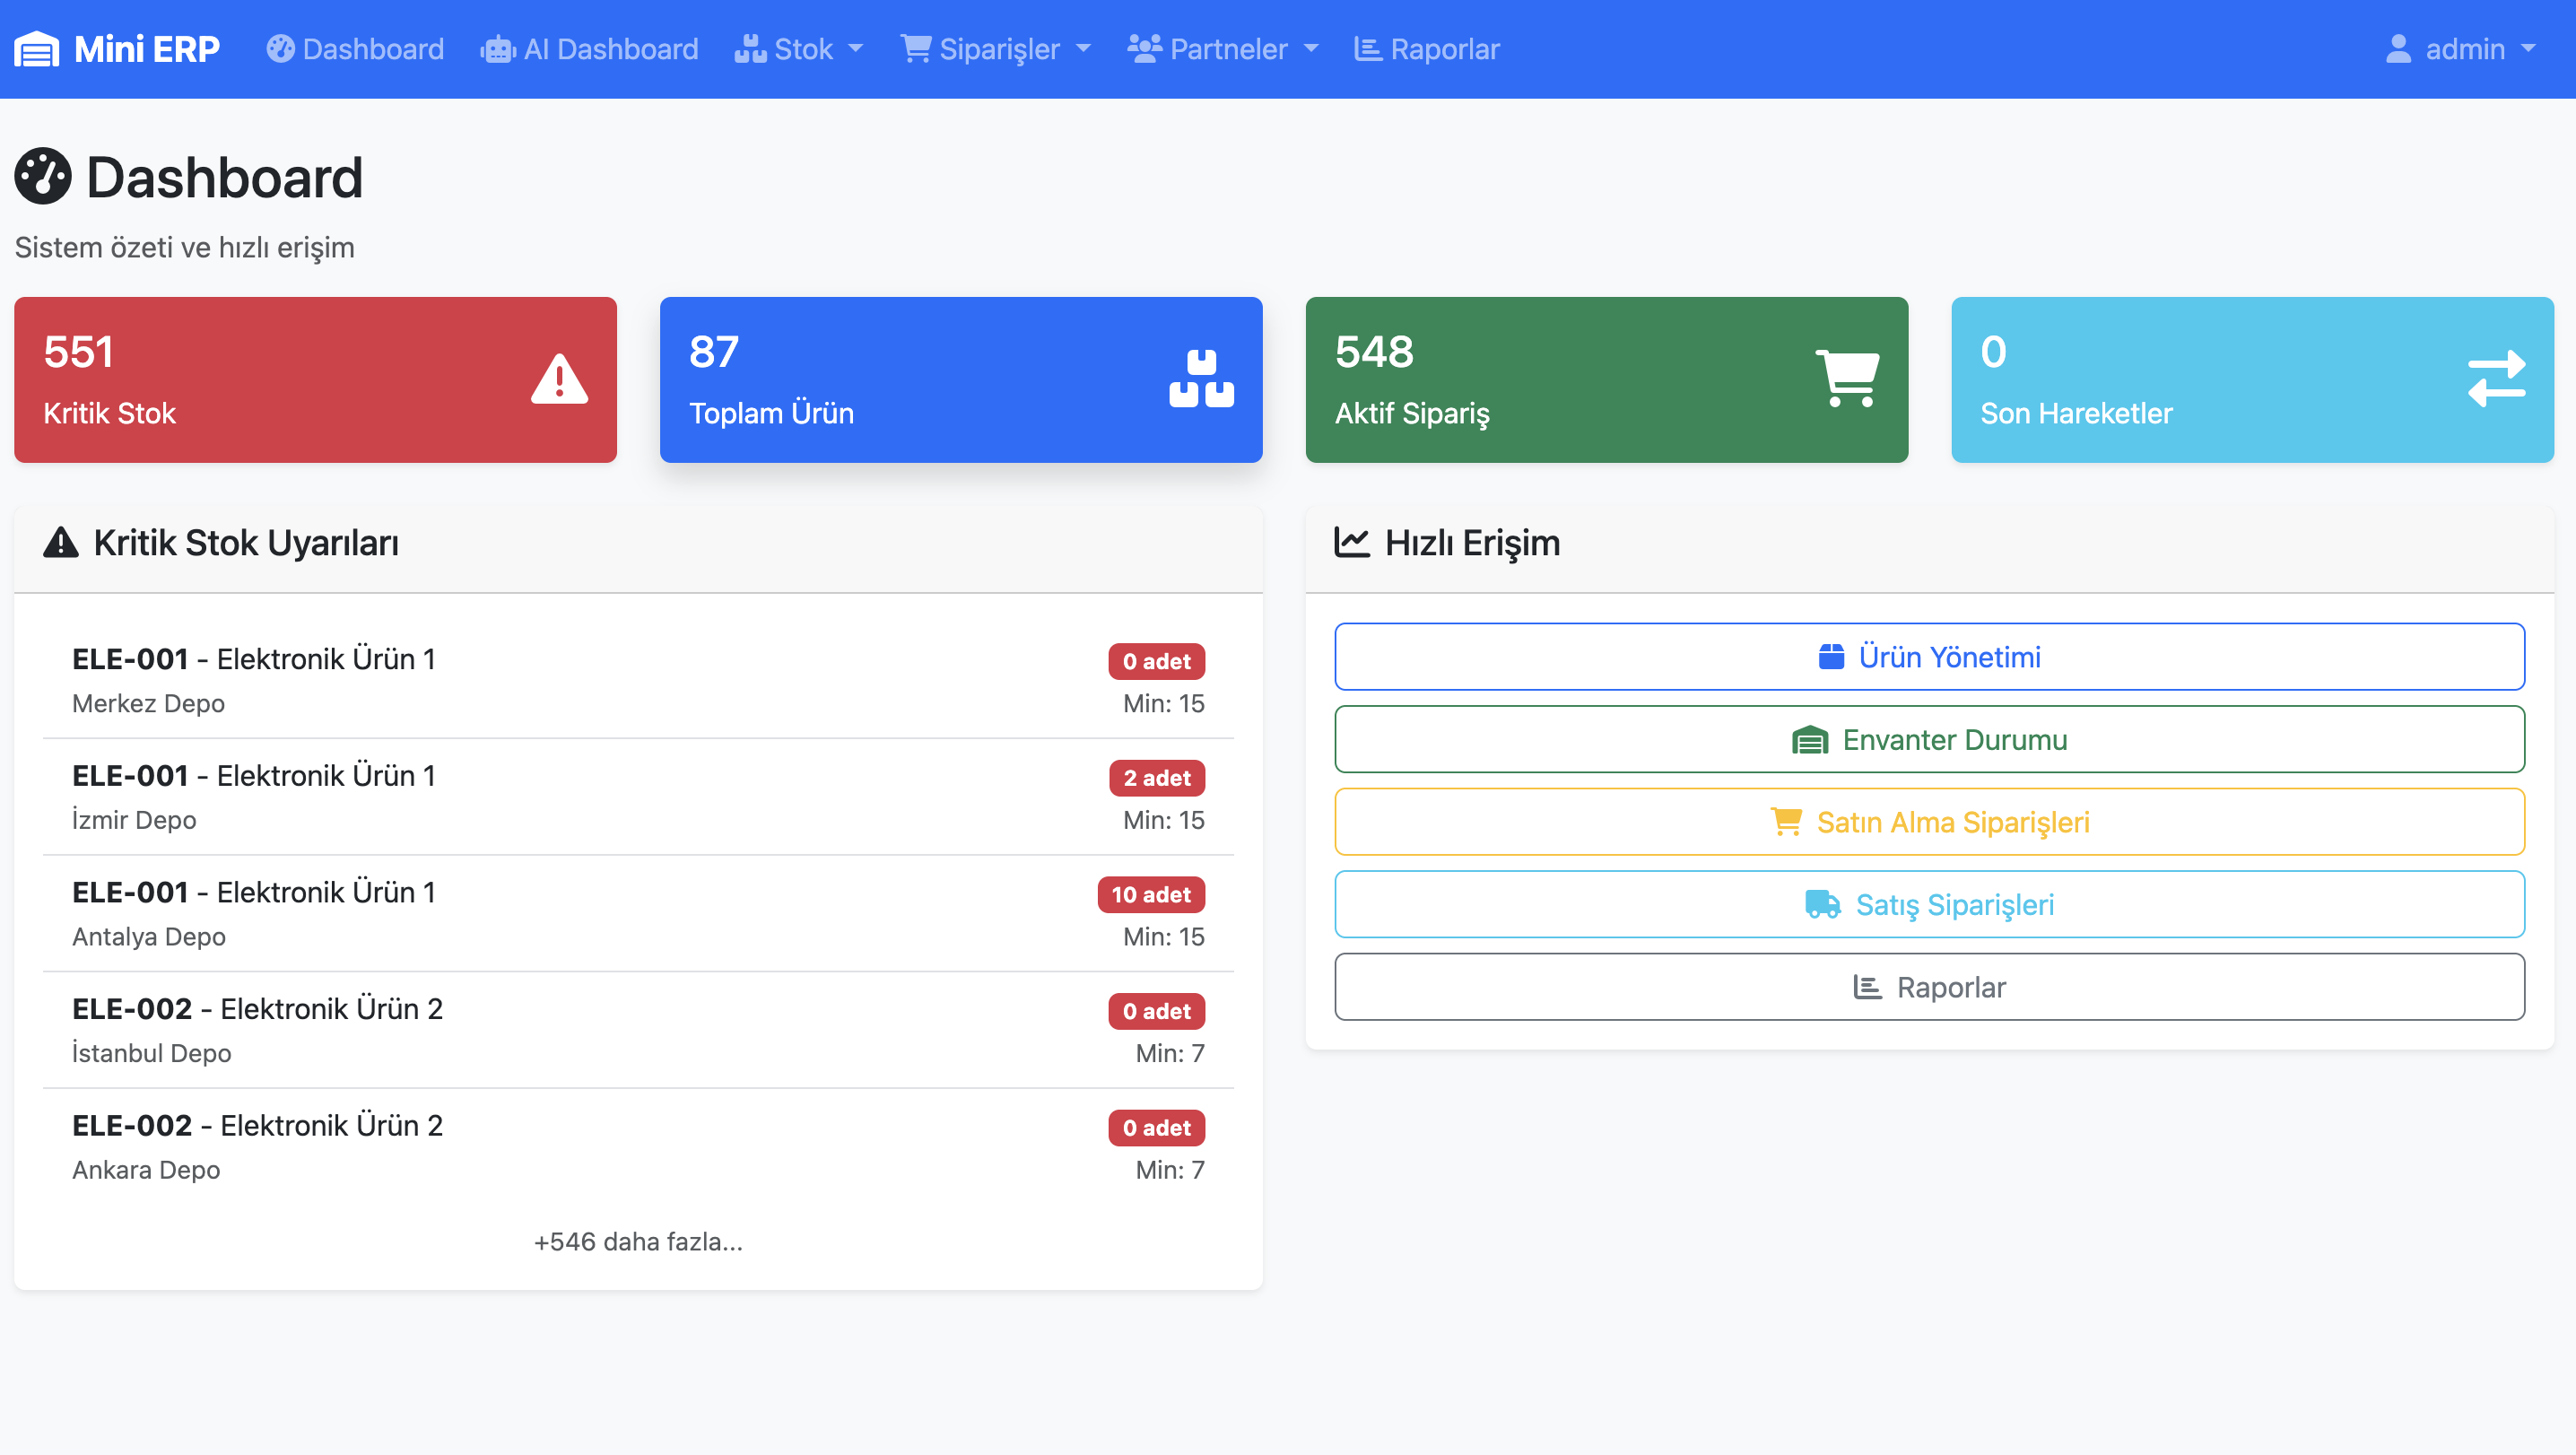 Mini ERP Dashboard AI Dashboard Stok Siparişler Partneler Raporlar admin
Dashboard
Sistem özeti ve hızlı erişim
551
Kritik Stok
87
Toplam Ürün
548
Aktif Sipariş
0
Son Hareketler
Kritik Stok Uyarıları
ELE-001 - Elektronik Ürün 1 0 adet
Merkez Depo Min: 15
ELE-001 - Elektronik Ürün 1 2 adet
İzmir Depo Min: 15
ELE-001 - Elektronik Ürün 1 10 adet
Antalya Depo Min: 15
ELE-002 - Elektronik Ürün 2 0 adet
İstanbul Depo Min: 7
ELE-002 - Elektronik Ürün 2 0 adet
Ankara Depo Min: 7
+546 daha fazla...
Hızlı Erişim
Ürün Yönetimi
Envanter Durumu
Satın Alma Siparişleri
Satış Siparişleri
Raporlar